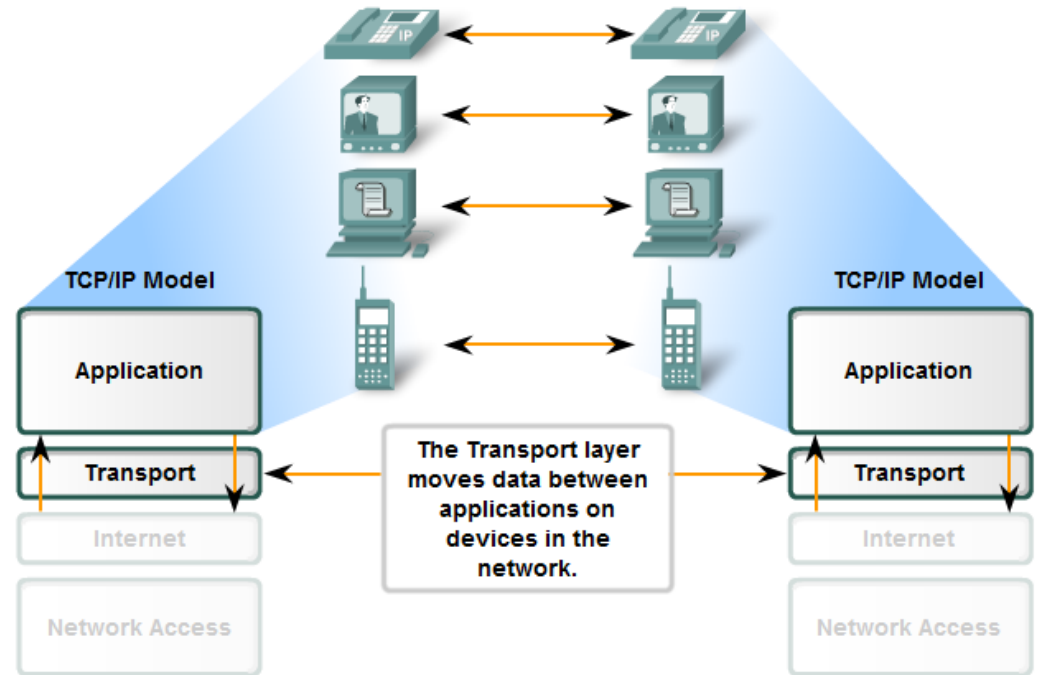 IP
IP
TCP/IP Model
TCP/IP Model
Application
Application
The Transport layer
moves data between
applications on
devices in the
network.
Transport
Transport
Internet
Internet
Network Access
Network Access